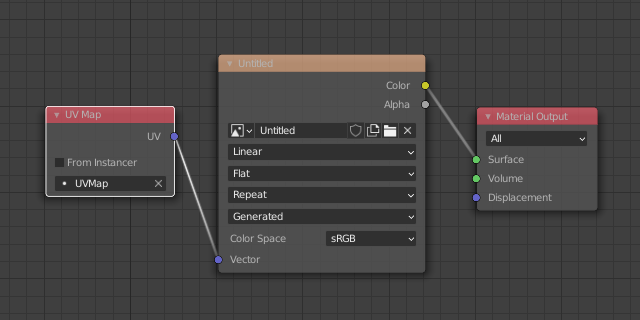 UV Map
UV
From Instancer
UVMap
Untitled
Color
Alpha
Untitled
Linear
Flat
Repeat
Generated
Color Space sRGB
Vector
Material Output
All
Surface
Volume
Displacement